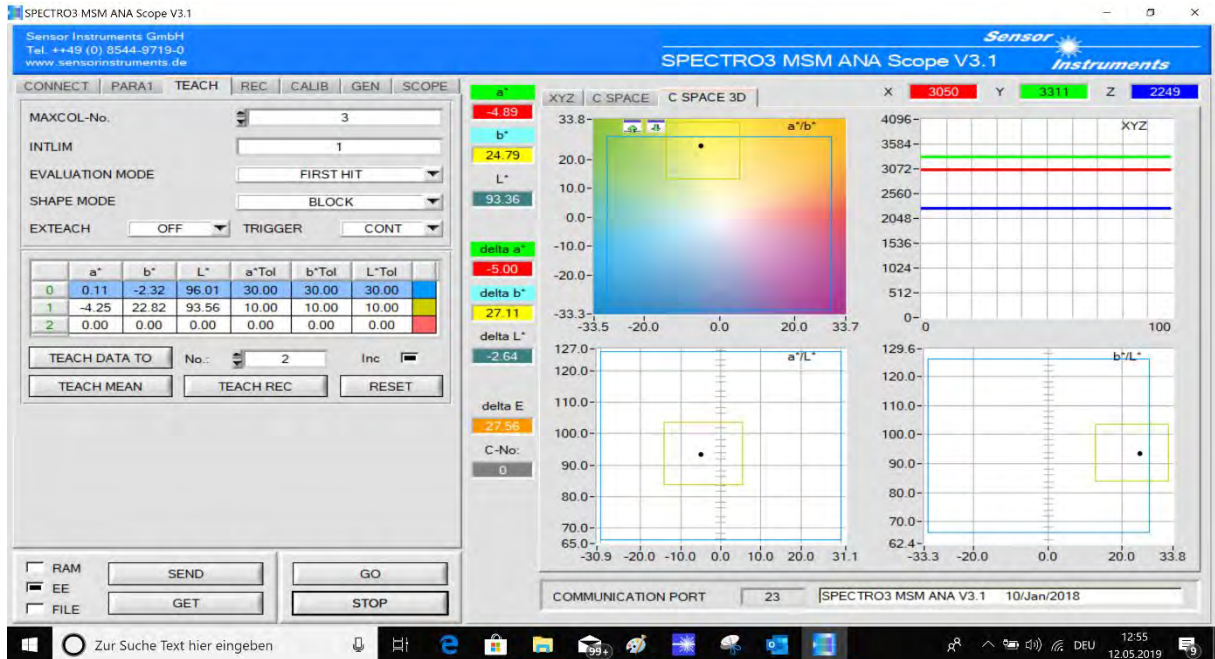 SPECTRO3 MSM ANA Scope V3.1
Sensor Instruments GmbH
Tel. ++49 (0) 8544-9719-0
www.sensorinstruments.de
SPECTRO3 MSM ANA Scope V3.1
Sensor
Instruments
CONNECT PARA1 TEACH REC CALIB GEN SCOPE
MAXCOL-No. 3
INTLIM 1
EVALUATION MODE FIRST HIT
SHAPE MODE BLOCK
EXTEACH OFF TRIGGER CONT
a* b* L* a*Tol b*Tol L*Tol
0 0.11 -2.32 96.01 30.00 30.00 30.00
1 -4.25 22.82 93.56 10.00 10.00 10.00
2 0.00 0.00 0.00 0.00 0.00 0.00
TEACH DATA TO No.: 2 Inc
TEACH MEAN TEACH REC RESET
RAM
EE
FILE
SEND GO
GET STOP
a*
-4.89
b*
24.79
L*
93.36
delta a*
-5.00
delta b*
27.11
delta L*
-2.64
delta E
27.56
C-No:
0
XYZ C SPACE C SPACE 3D
X 3050 Y 3311 Z 2249
a*/b*
33.8
20.0
10.0
0.0
-10.0
-20.0
-33.3
-33.5 -20.0 0.0 20.0 33.7
XYZ
4096
3584
3072
2560
2048
1536
1024
512
0
0 100
a*/L*
127.0
120.0
110.0
100.0
90.0
80.0
70.0
65.0
-30.9 -20.0 -10.0 0.0 10.0 20.0 31.1
b*/L*
129.6
120.0
110.0
100.0
90.0
80.0
70.0
62.4
-33.3 -20.0 0.0 20.0 33.8
COMMUNICATION PORT 23 SPECTRO3 MSM ANA V3.1 10/Jan/2018
Zur Suche Text hier eingeben
99+
DEU
12:55
12.05.2019
9